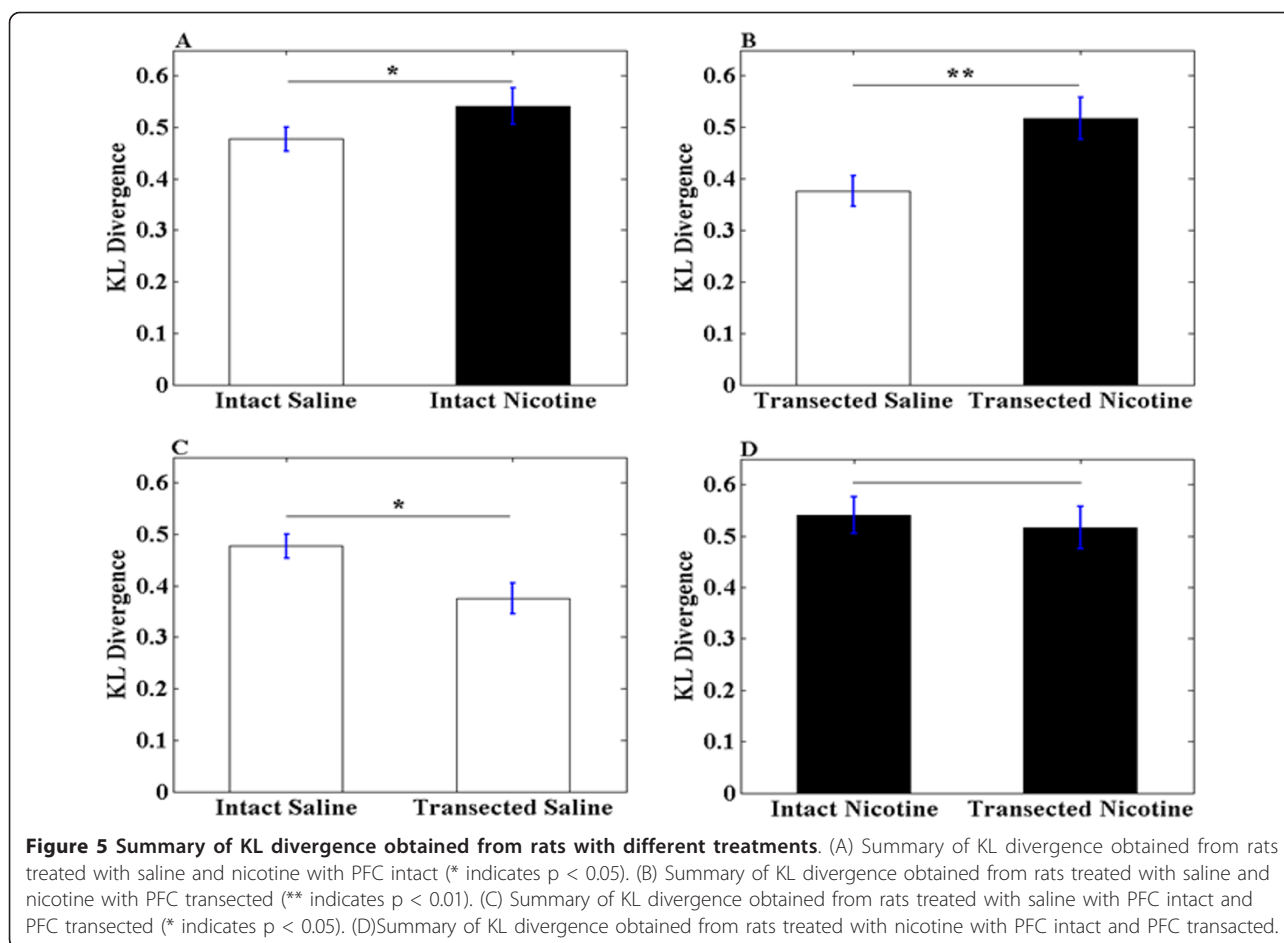 A
*
0.6
0.5
0.4
0.3
0.2
0.1
0
KL Divergence
Intact Saline Intact Nicotine
B
**
0.6
0.5
0.4
0.3
0.2
0.1
0
KL Divergence
Transected Saline Transected Nicotine
C
*
0.6
0.5
0.4
0.3
0.2
0.1
0
KL Divergence
Intact Saline Transected Saline
D
0.6
0.5
0.4
0.3
0.2
0.1
0
KL Divergence
Intact Nicotine Transected Nicotine
Figure 5 Summary of KL divergence obtained from rats with different treatments. (A) Summary of KL divergence obtained from rats
treated with saline and nicotine with PFC intact (* indicates p < 0.05). (B) Summary of KL divergence obtained from rats treated with saline and
nicotine with PFC transected (** indicates p < 0.01). (C) Summary of KL divergence obtained from rats treated with saline with PFC intact and
PFC transected (* indicates p < 0.05). (D)Summary of KL divergence obtained from rats treated with nicotine with PFC intact and PFC transacted.